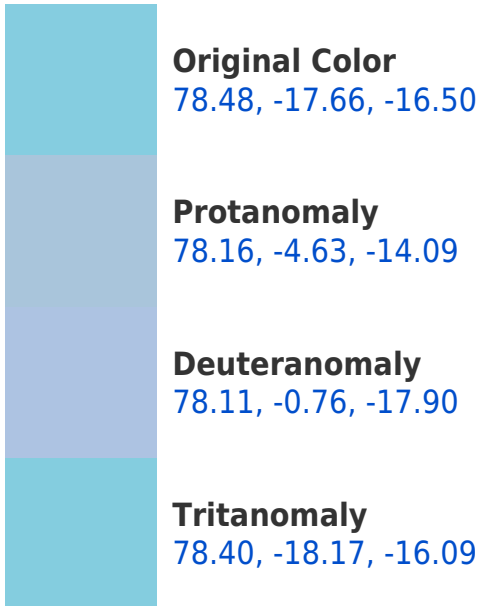 Original Color
78.48, -17.66, -16.50
Protanomaly
78.16, -4.63, -14.09
Deuteranomaly
78.11, -0.76, -17.90
Tritanomaly
78.40, -18.17, -16.09